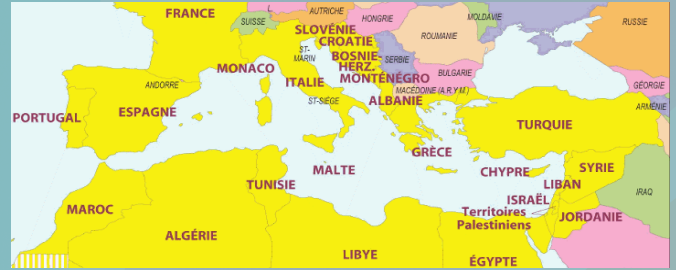 L.
AUTRICHE
MOLDAVIE
FRANCE
SUISSE
HONGRIE
RUSSIE
SLOVÉNIE
ROUMANIE
CROATIE
ST-
MARIN
BOSNIE-
HERZ.
SERBIE
MONACO
ITALIE
MONTÉNÉGRO
BULGARIE
ANDORRE
MACÉDOINE (A.R.Y.M.)
GÉORGIE
ST-SIÈGE
ALBANIE
ARMÉNIE
PORTUGAL
ESPAGNE
TURQUIE
GRÈCE
MALTE
CHYPRE
SYRIE
TUNISIE
LIBAN
IRAQ
ISRAËL
MAROC
Territoires
Palestiniens
JORDANIE
ALGÉRIE
LIBYE
ÉGYPTE